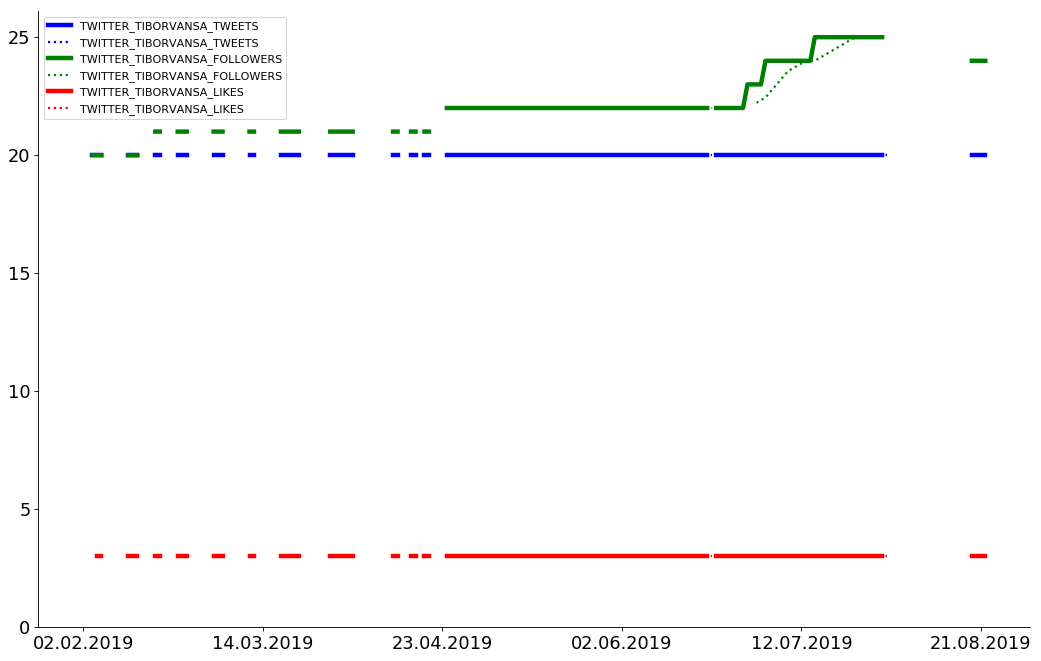 TWITTER_TIBORVANSA_TWEETS
TWITTER_TIBORVANSA_TWEETS
TWITTER_TIBORVANSA_FOLLOWERS
TWITTER_TIBORVANSA_FOLLOWERS
TWITTER_TIBORVANSA_LIKES
TWITTER_TIBORVANSA_LIKES
25
20
15
10
5
0
02.02.2019 14.03.2019 23.04.2019 02.06.2019 12.07.2019 21.08.2019